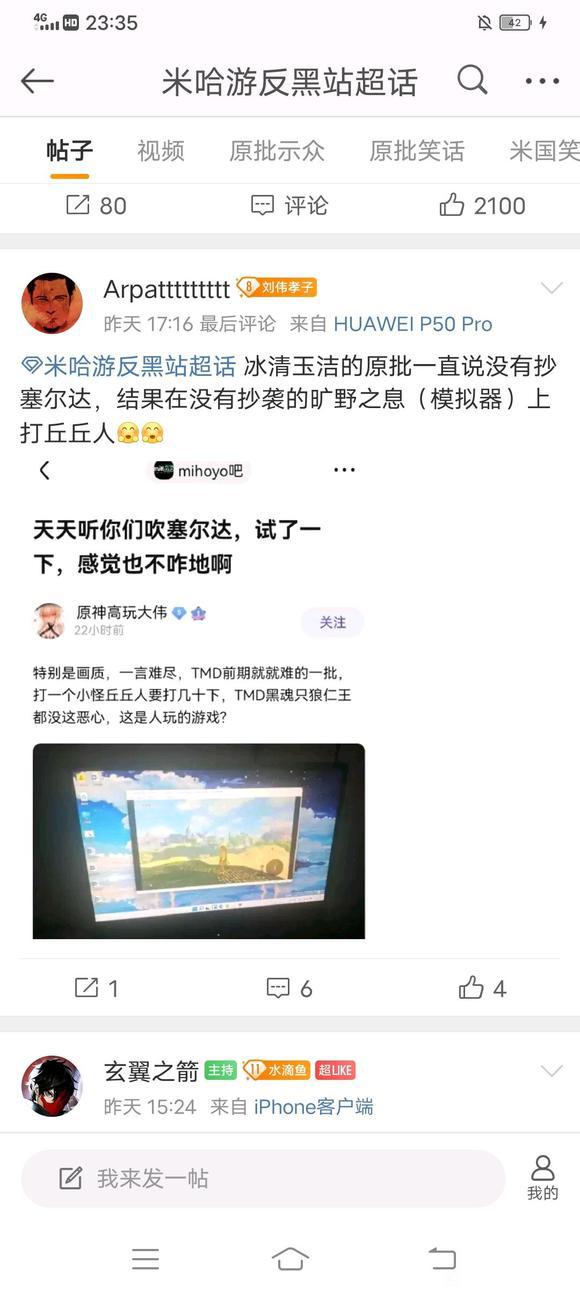 4G HD 23:35 42
米哈游反黑站超话
帖子 视频 原批示众 原批笑话 米国笑
80 评论 2100
Arpatttttttttt 8 刘伟孝子
昨天 17:16 最后评论 来自 HUAWEI P50 Pro
米哈游反黑站超话 冰清玉洁的原批一直说没有抄
塞尔达，结果在没有抄袭的旷野之息（模拟器）上
打丘丘人
mihoyo吧
天天听你们吹塞尔达，试了一
下，感觉也不咋地啊
原神高玩大伟
22小时前
关注
特别是画质，一言难尽，TMD前期就就难的一批，
打一个小怪丘丘人要打几十下，TMD黑魂只狼仁王
都没这恶心，这是人玩的游戏？
1 6 4
玄翼之箭 主持 11 水滴鱼 超LIKE
昨天 15:24 来自 iPhone客户端
我来发一帖
我的